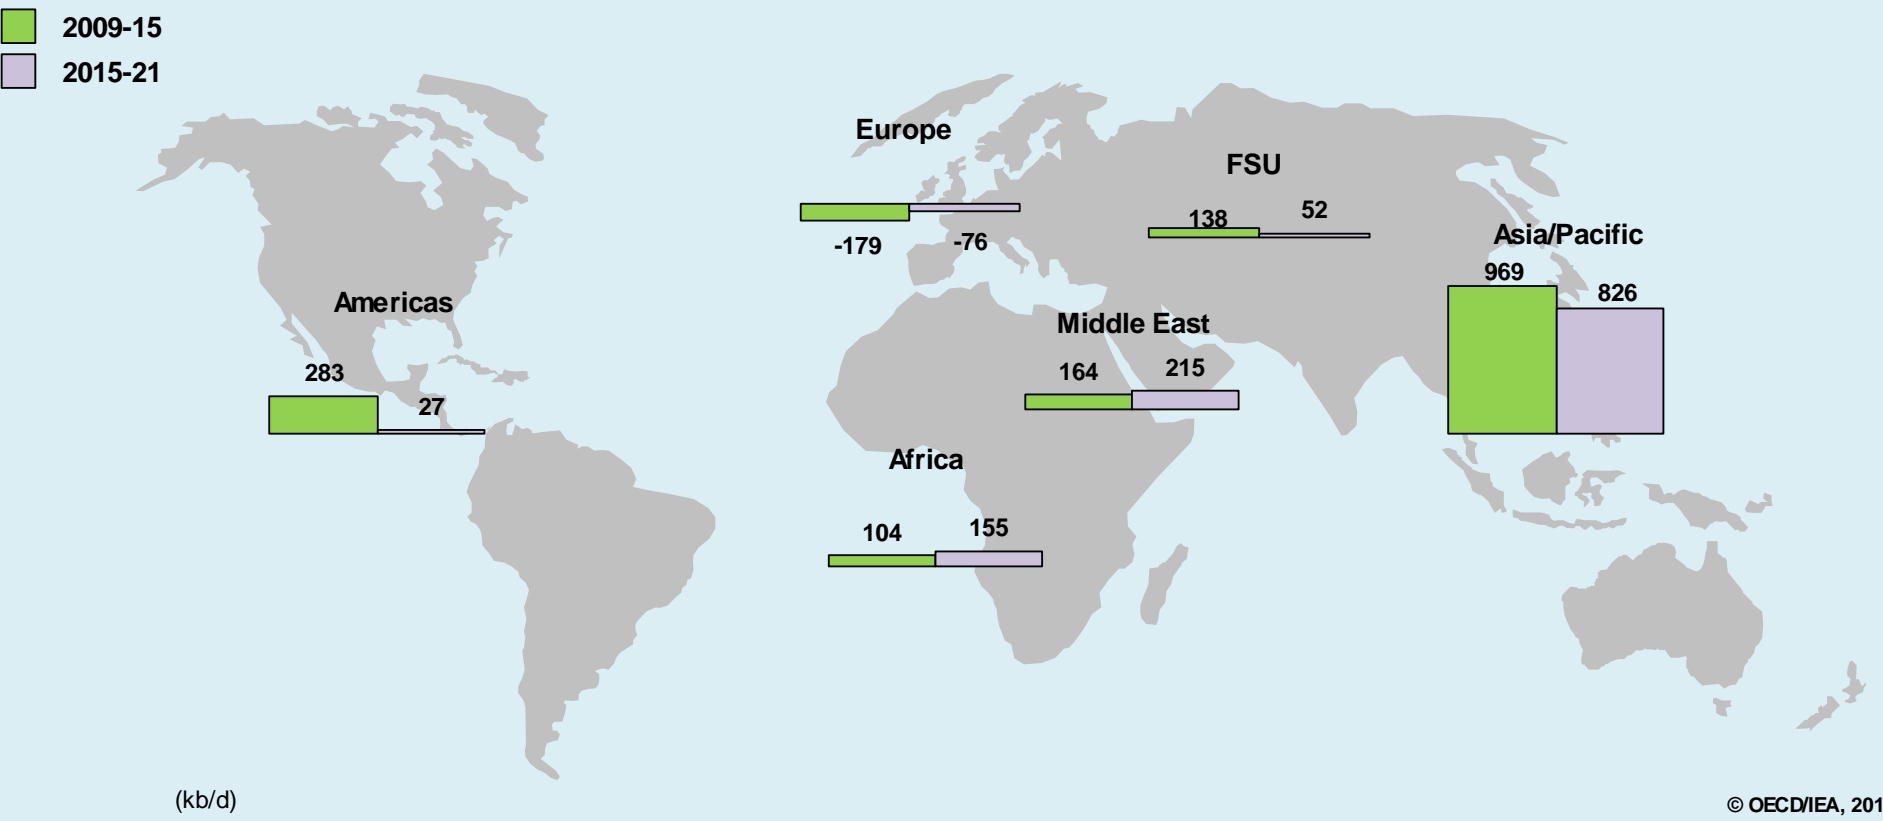 2009-15
2015-21
Europe
-179
-76
FSU
138
52
Asia/Pacific
969
826
Americas
283
27
Middle East
164
215
Africa
104
155
(kb/d)
© OECD/IEA, 201